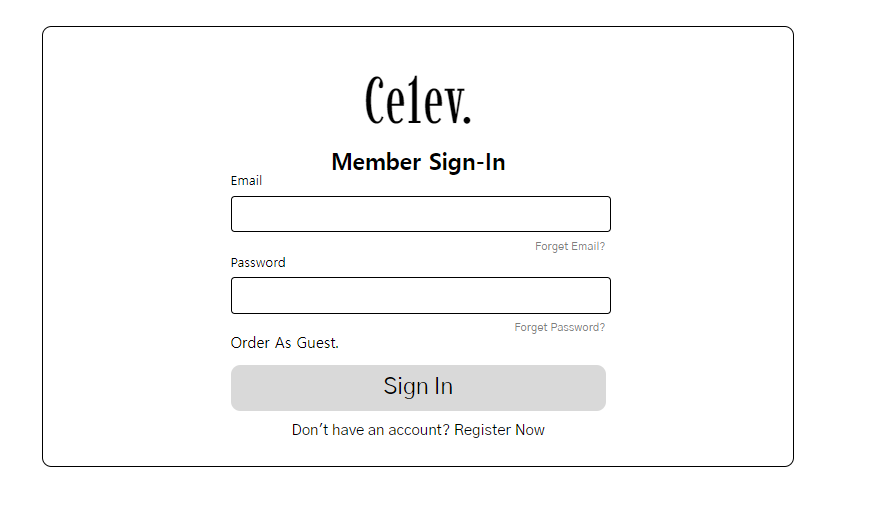 Ce1ev.
Member Sign-In
Email
Forget Email?
Password
Forget Password?
Order As Guest.
Sign In
Don't have an account? Register Now